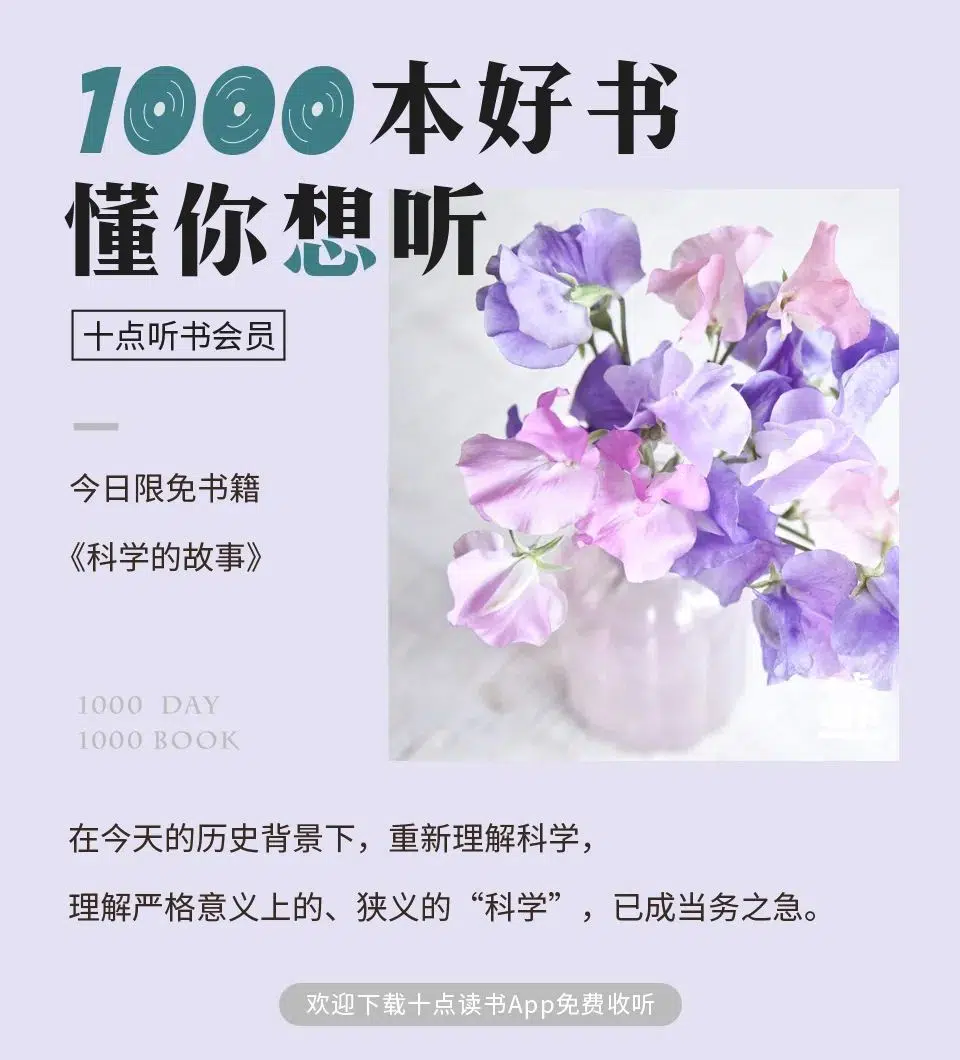 1000本好书
懂你想听
十点听书会员
今日限免书籍
《科学的故事》
1000 DAY
1000 BOOK
在今天的历史背景下，重新理解科学，
理解严格意义上的、狭义的“科学”，已成当务之急。
欢迎下载十点读书App免费收听